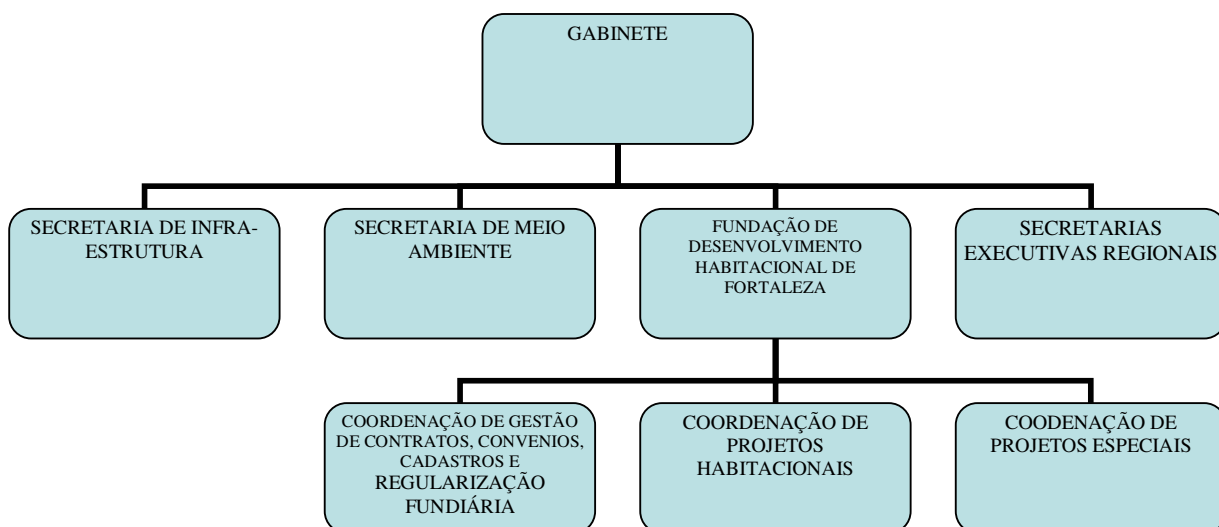 GABINETE
SECRETARIA DE INFRA-
ESTRUTURA
SECRETARIA DE MEIO
AMBIENTE
FUNDAÇÃO DE
DESENVOLVIMENTO
HABITACIONAL DE
FORTALEZA
SECRETARIAS
EXECUTIVAS REGIONAIS
COORDENAÇÃO DE GESTÃO
DE CONTRATOS, CONVENIOS,
CADASTROS E
REGULARIZAÇÃO
FUNDIÁRIA
COORDENAÇÃO DE
PROJETOS
HABITACIONAIS
COODENAÇÃO DE
PROJETOS ESPECIAIS